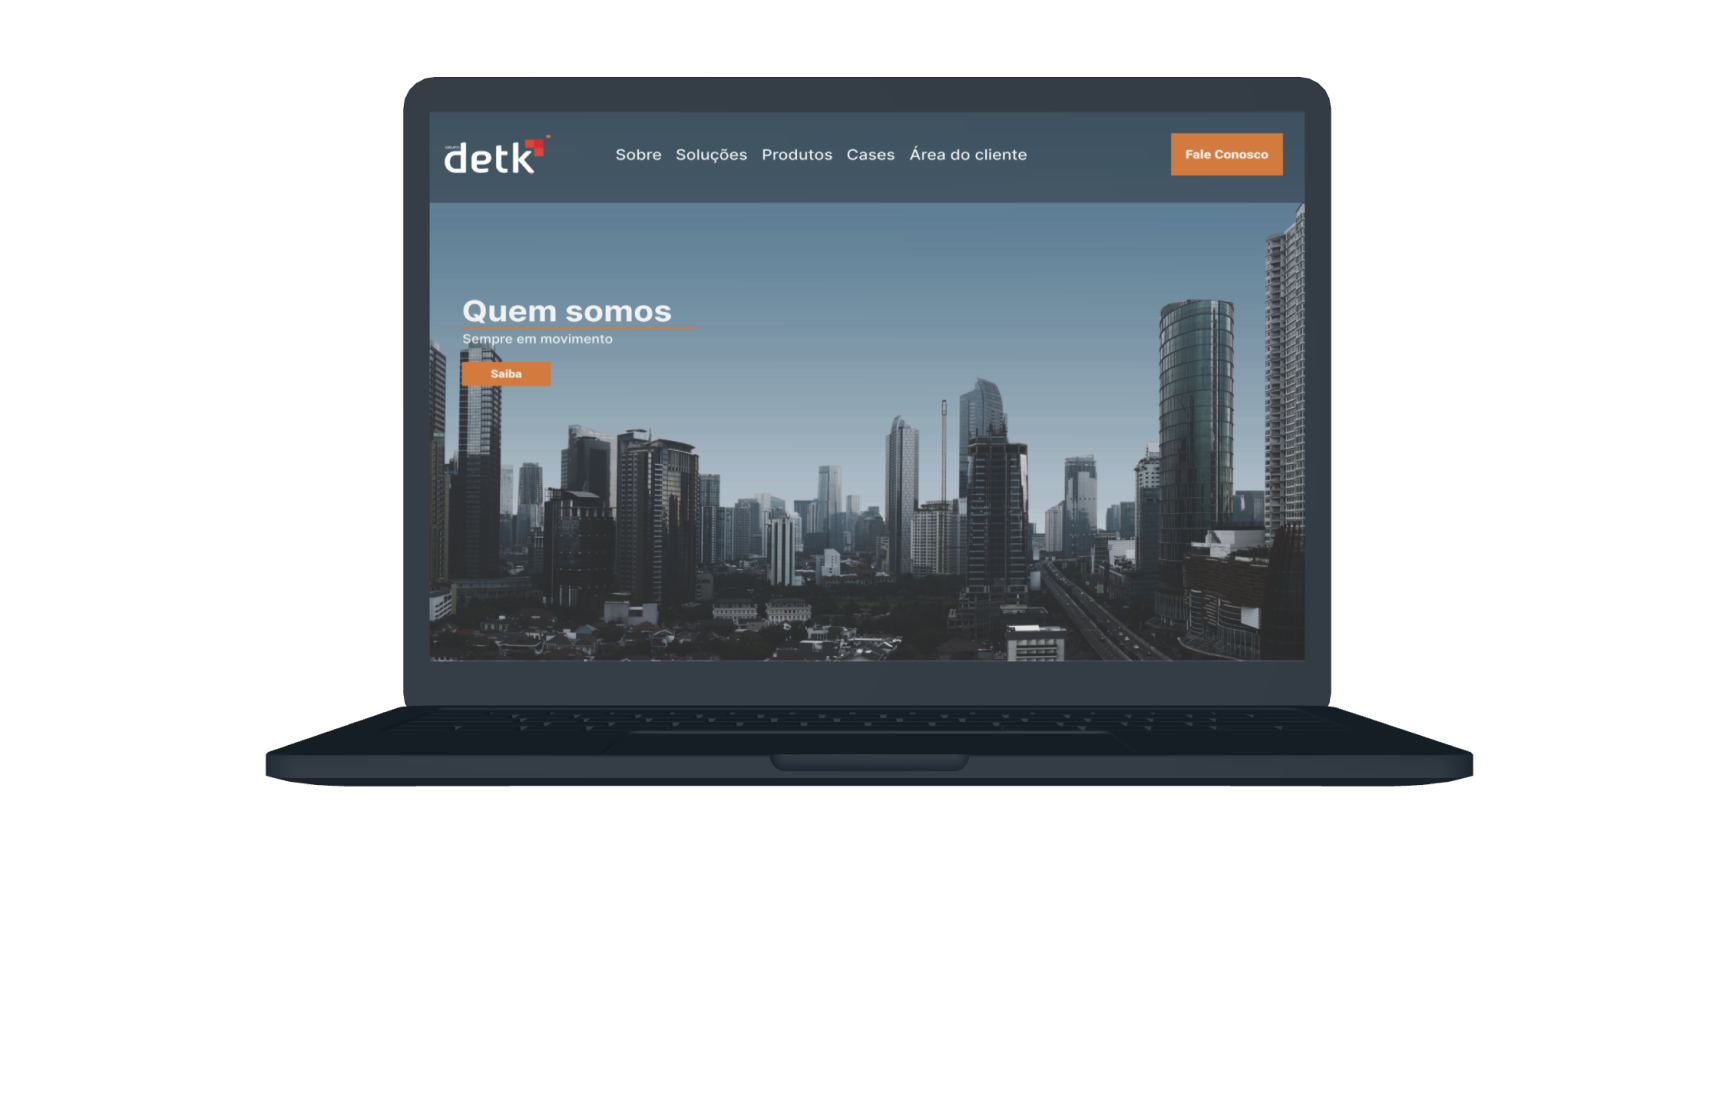 detk
Sobre Soluções Produtos Cases Área do cliente
Fale Conosco
Quem somos
Sempre em movimento
Saiba